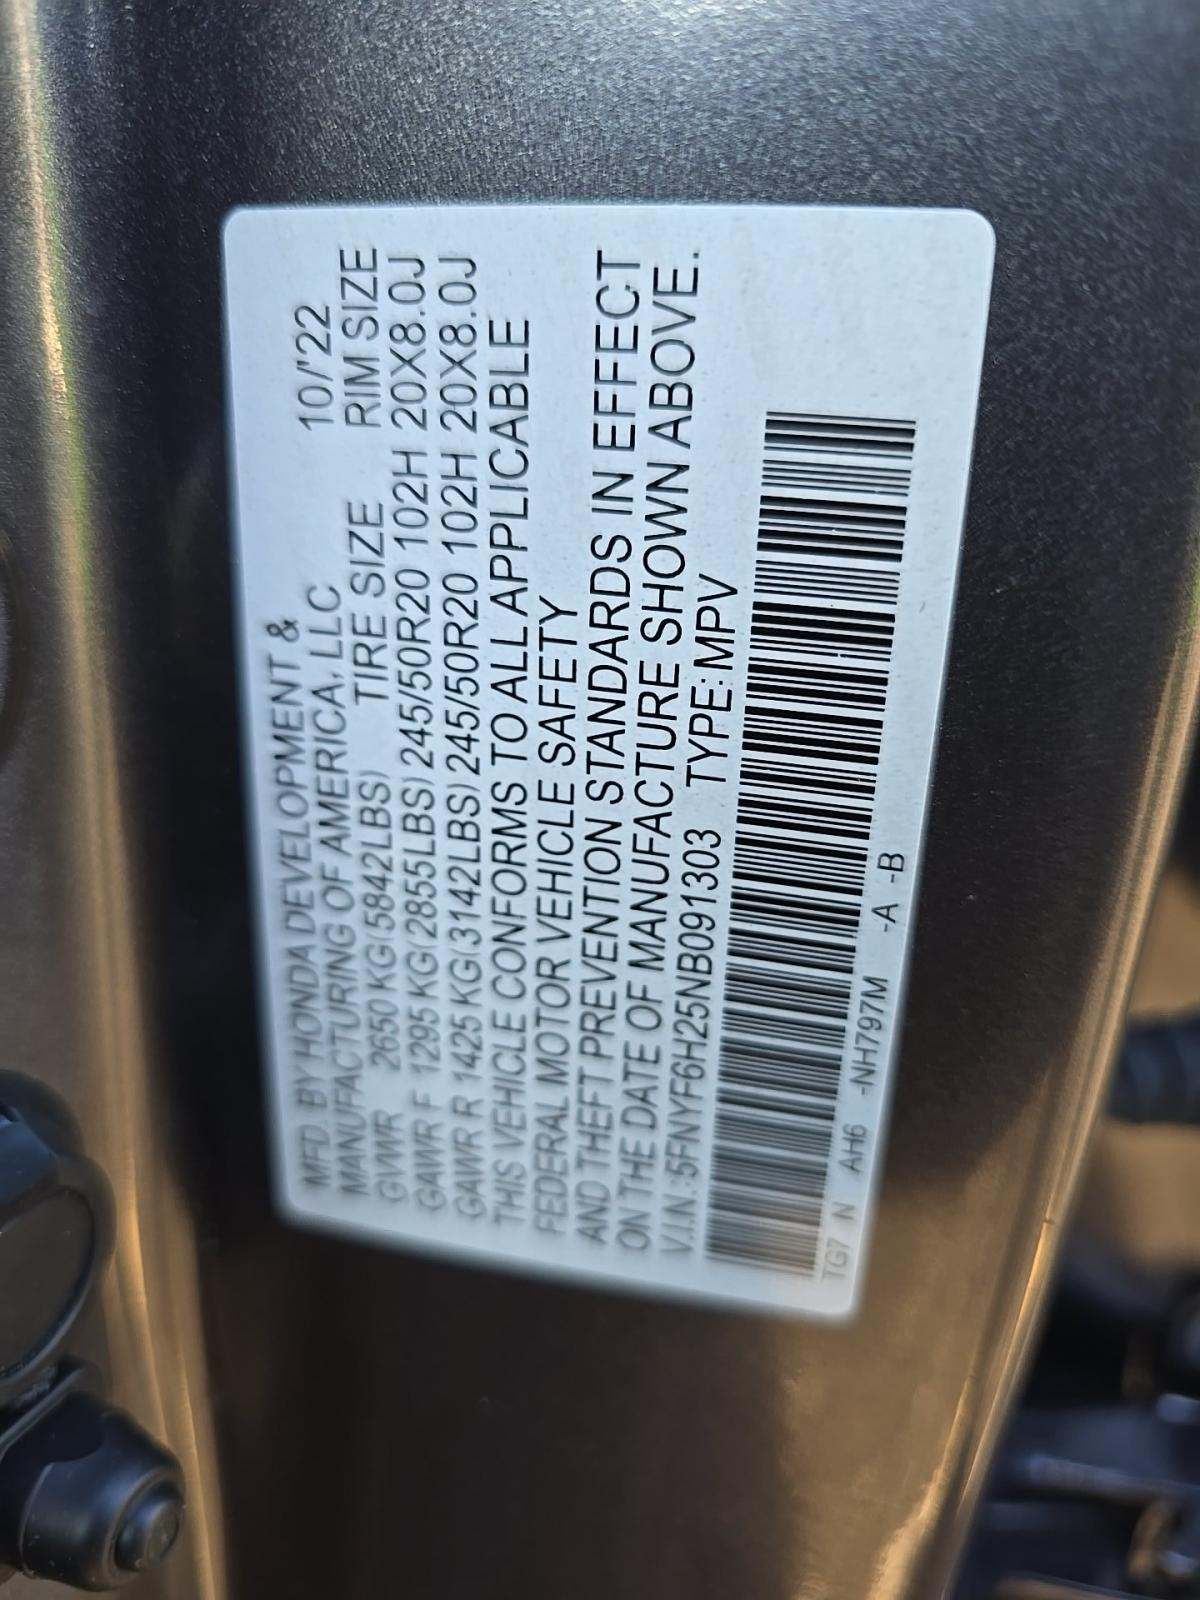 MFD. BY HONDA DEVELOPMENT &
MANUFACTURING OF AMERICA, LLC 10/'22
GVWR 2650 KG(5842LBS) TIRE SIZE RIM SIZE
GAWR F 1295 KG(2855LBS) 245/50R20 102H 20X8.0J
GAWR R 1425 KG(3142LBS) 245/50R20 102H 20X8.0J
THIS VEHICLE CONFORMS TO ALL APPLICABLE
FEDERAL MOTOR VEHICLE SAFETY
AND THEFT PREVENTION STANDARDS IN EFFECT
ON THE DATE OF MANUFACTURE SHOWN ABOVE.
V.I.N.:5FNYF6H25NB091303 TYPE:MPV
TG7 N AH6 -NH797M -A -B